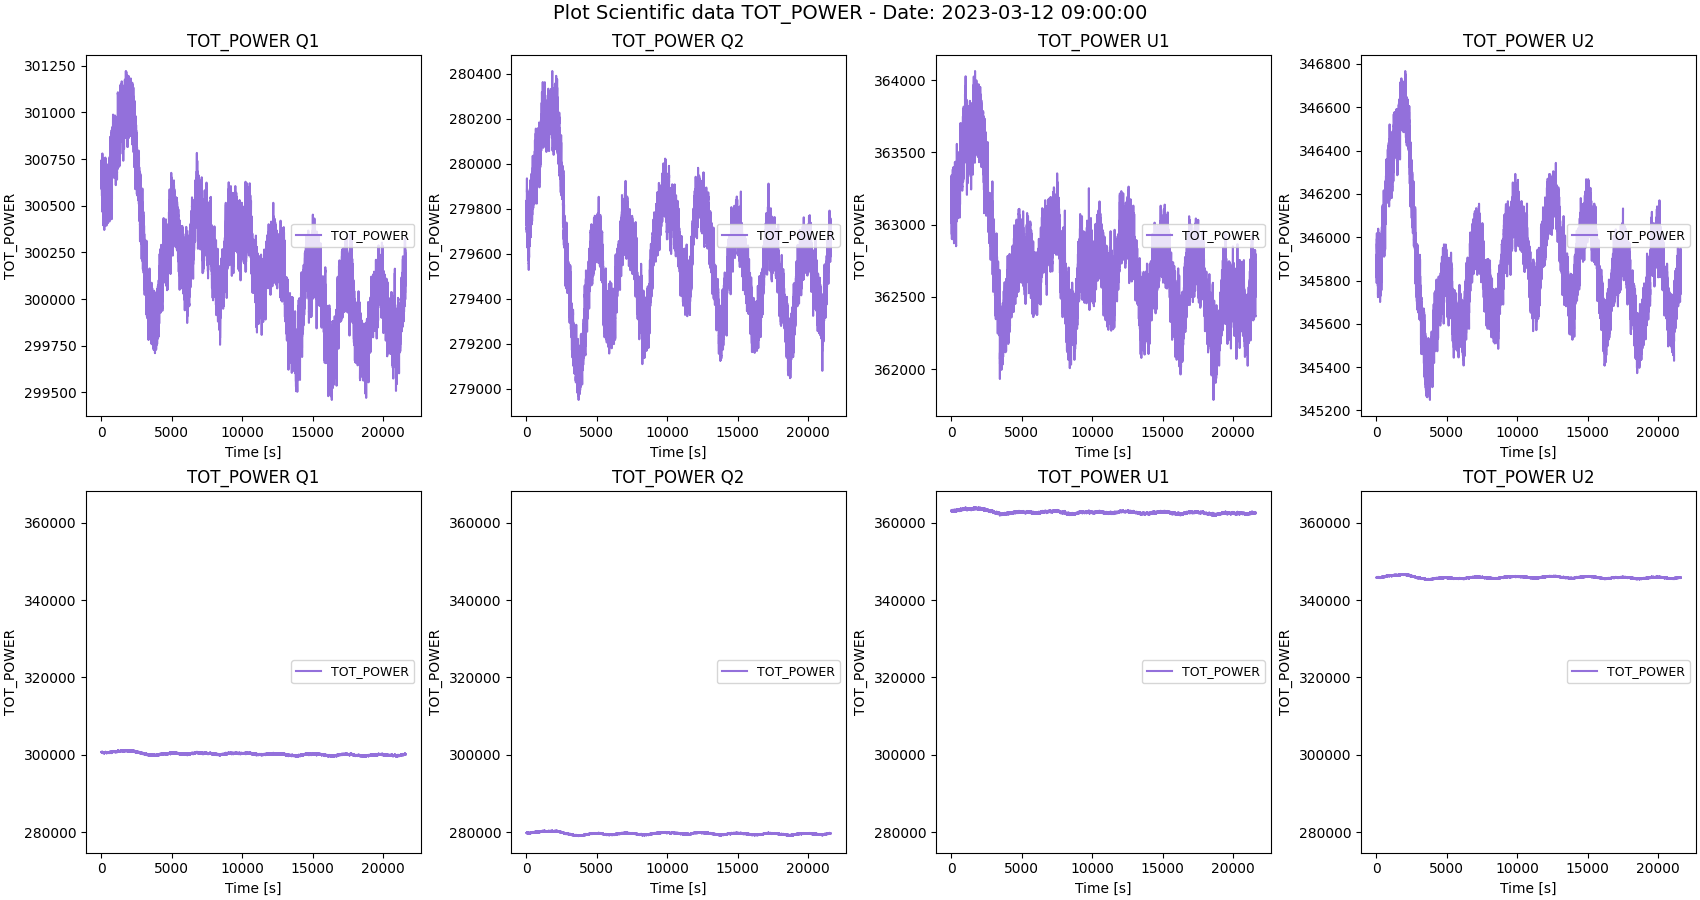 Plot Scientific data TOT_POWER - Date: 2023-03-12 09:00:00
TOT_POWER Q1
TOT_POWER
301250
301000
300750
300500
300250
300000
299750
299500
TOT_POWER
0 5000 10000 15000 20000
Time [s]
TOT_POWER Q2
TOT_POWER
280400
280200
280000
279800
279600
279400
279200
279000
TOT_POWER
0 5000 10000 15000 20000
Time [s]
TOT_POWER U1
TOT_POWER
364000
363500
363000
362500
362000
TOT_POWER
0 5000 10000 15000 20000
Time [s]
TOT_POWER U2
TOT_POWER
346800
346600
346400
346200
346000
345800
345600
345400
345200
TOT_POWER
0 5000 10000 15000 20000
Time [s]
TOT_POWER Q1
TOT_POWER
360000
340000
320000
300000
280000
TOT_POWER
0 5000 10000 15000 20000
Time [s]
TOT_POWER Q2
TOT_POWER
360000
340000
320000
300000
280000
TOT_POWER
0 5000 10000 15000 20000
Time [s]
TOT_POWER U1
TOT_POWER
360000
340000
320000
300000
280000
TOT_POWER
0 5000 10000 15000 20000
Time [s]
TOT_POWER U2
TOT_POWER
360000
340000
320000
300000
280000
TOT_POWER
0 5000 10000 15000 20000
Time [s]